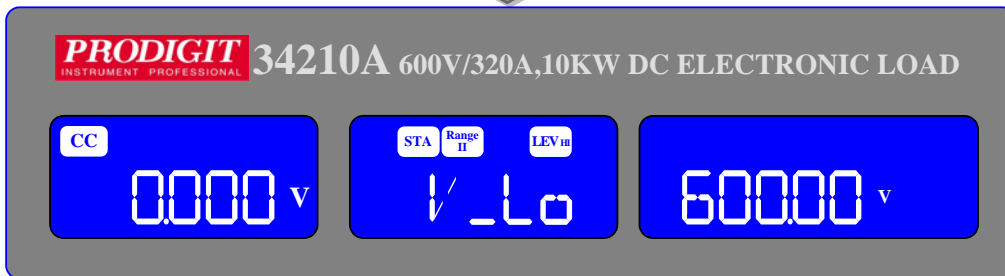 PRODIGIT 34210A 600V/320A,10KW DC ELECTRONIC LOAD
INSTRUMENT PROFESSIONAL
CC STA Range II LEV HI
0.000 V V_Lo 600.00 V